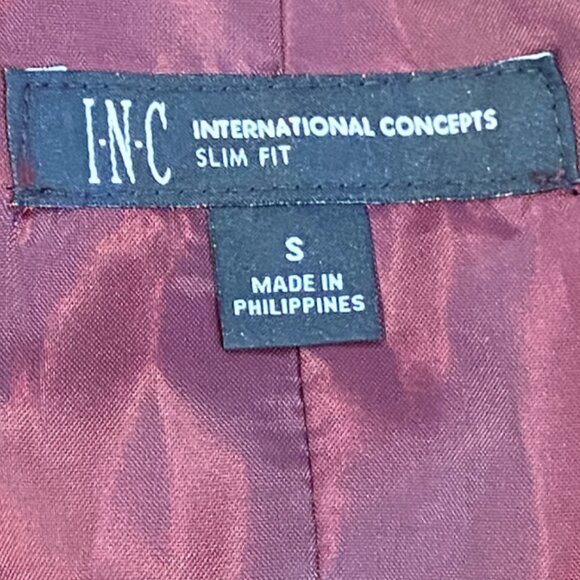 I·N·C INTERNATIONAL CONCEPTS
SLIM FIT
S
MADE IN
PHILIPPINES